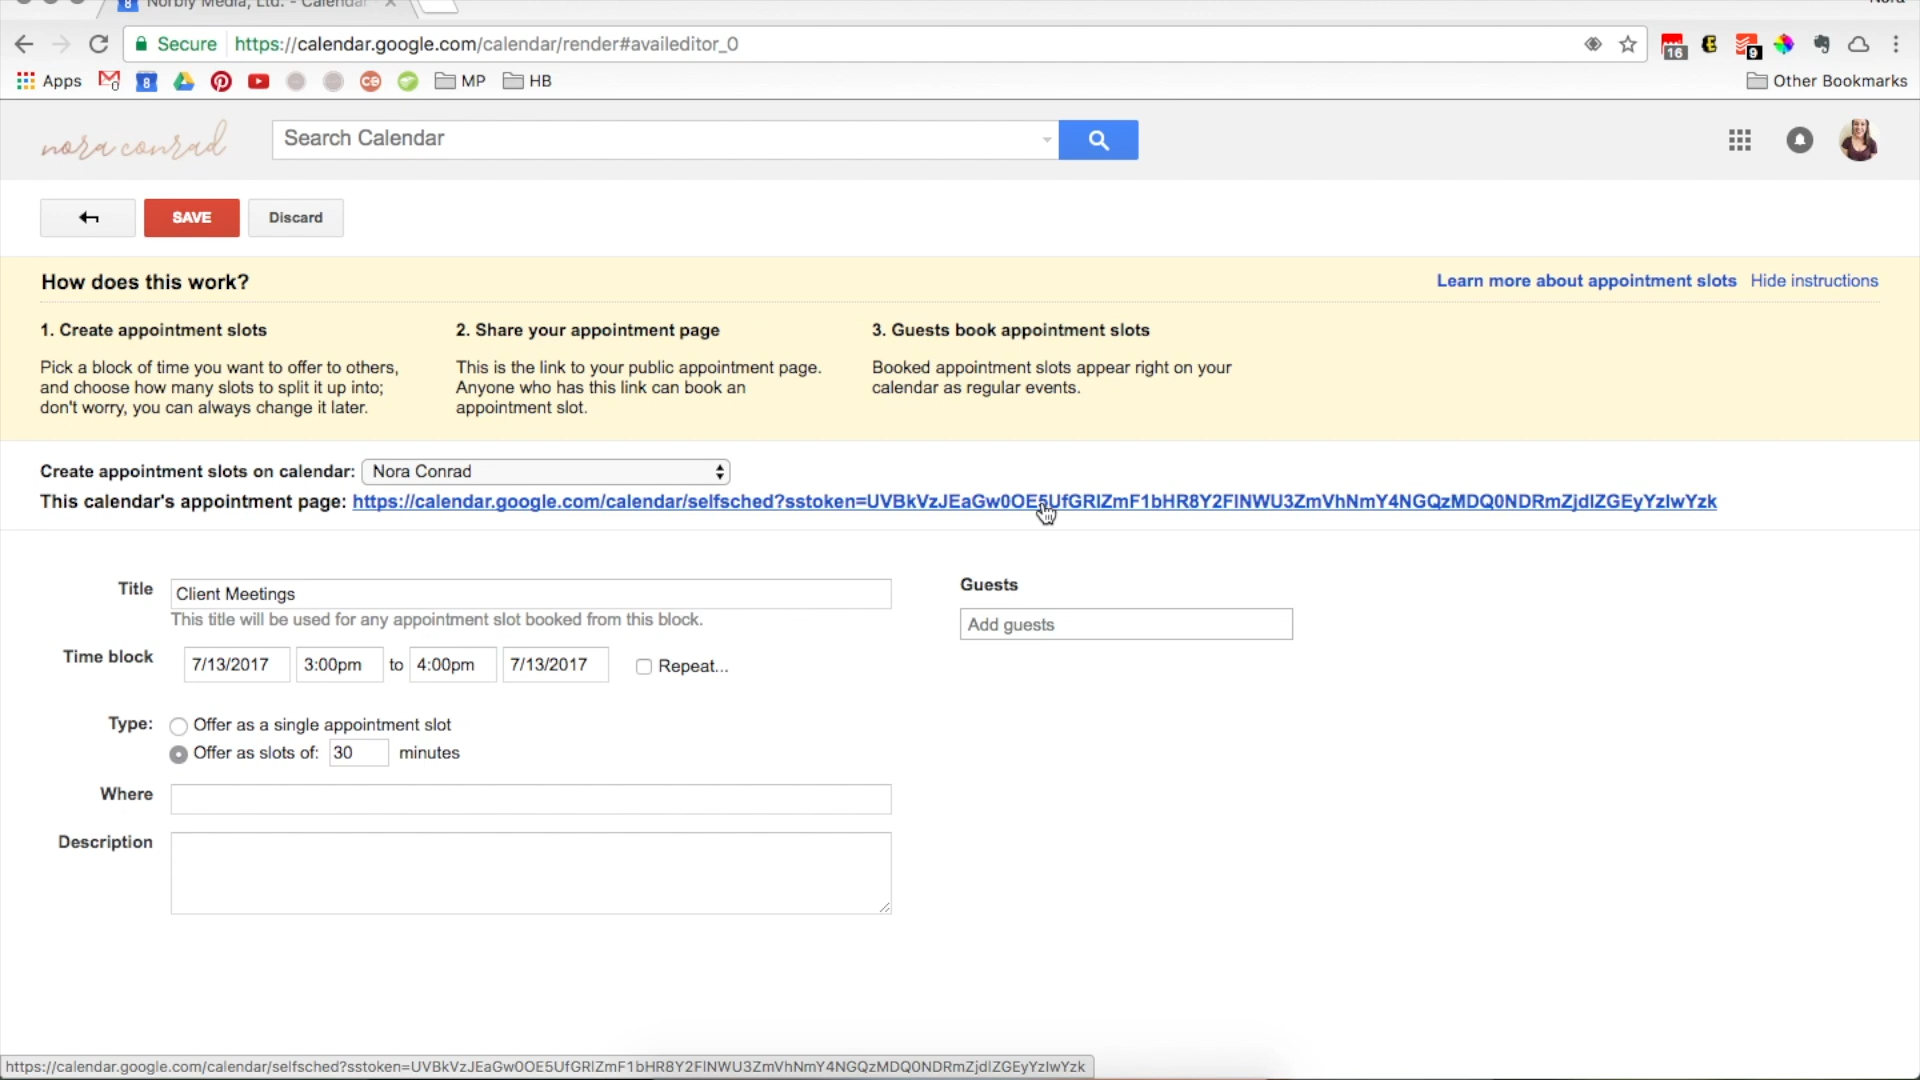 Norbly Media, Ltd. - Calendar
Nora
Secure https://calendar.google.com/calendar/render#availeditor_0
16
9
Apps
8
MP
HB
Other Bookmarks
nora conrad
Search Calendar
SAVE
Discard
How does this work?
Learn more about appointment slots Hide instructions
1. Create appointment slots
Pick a block of time you want to offer to others,
and choose how many slots to split it up into;
don't worry, you can always change it later.
2. Share your appointment page
This is the link to your public appointment page.
Anyone who has this link can book an
appointment slot.
3. Guests book appointment slots
Booked appointment slots appear right on your
calendar as regular events.
Create appointment slots on calendar: Nora Conrad
This calendar's appointment page: https://calendar.google.com/calendar/selfsched?sstoken=UVBkVzJEaGw0OE5UfGRlZmF1bHR8Y2FlNWU3ZmVhNmY4NGQzMDQ0NDRmZjdlZGEyYzIwYzk
Title Client Meetings
This title will be used for any appointment slot booked from this block.
Time block 7/13/2017 3:00pm to 4:00pm 7/13/2017 Repeat...
Type: Offer as a single appointment slot
Offer as slots of: 30 minutes
Where
Description
Guests
Add guests
https://calendar.google.com/calendar/selfsched?sstoken=UVBkVzJEaGw0OE5UfGRlZmF1bHR8Y2FlNWU3ZmVhNmY4NGQzMDQ0NDRmZjdlZGEyYzIwYzk